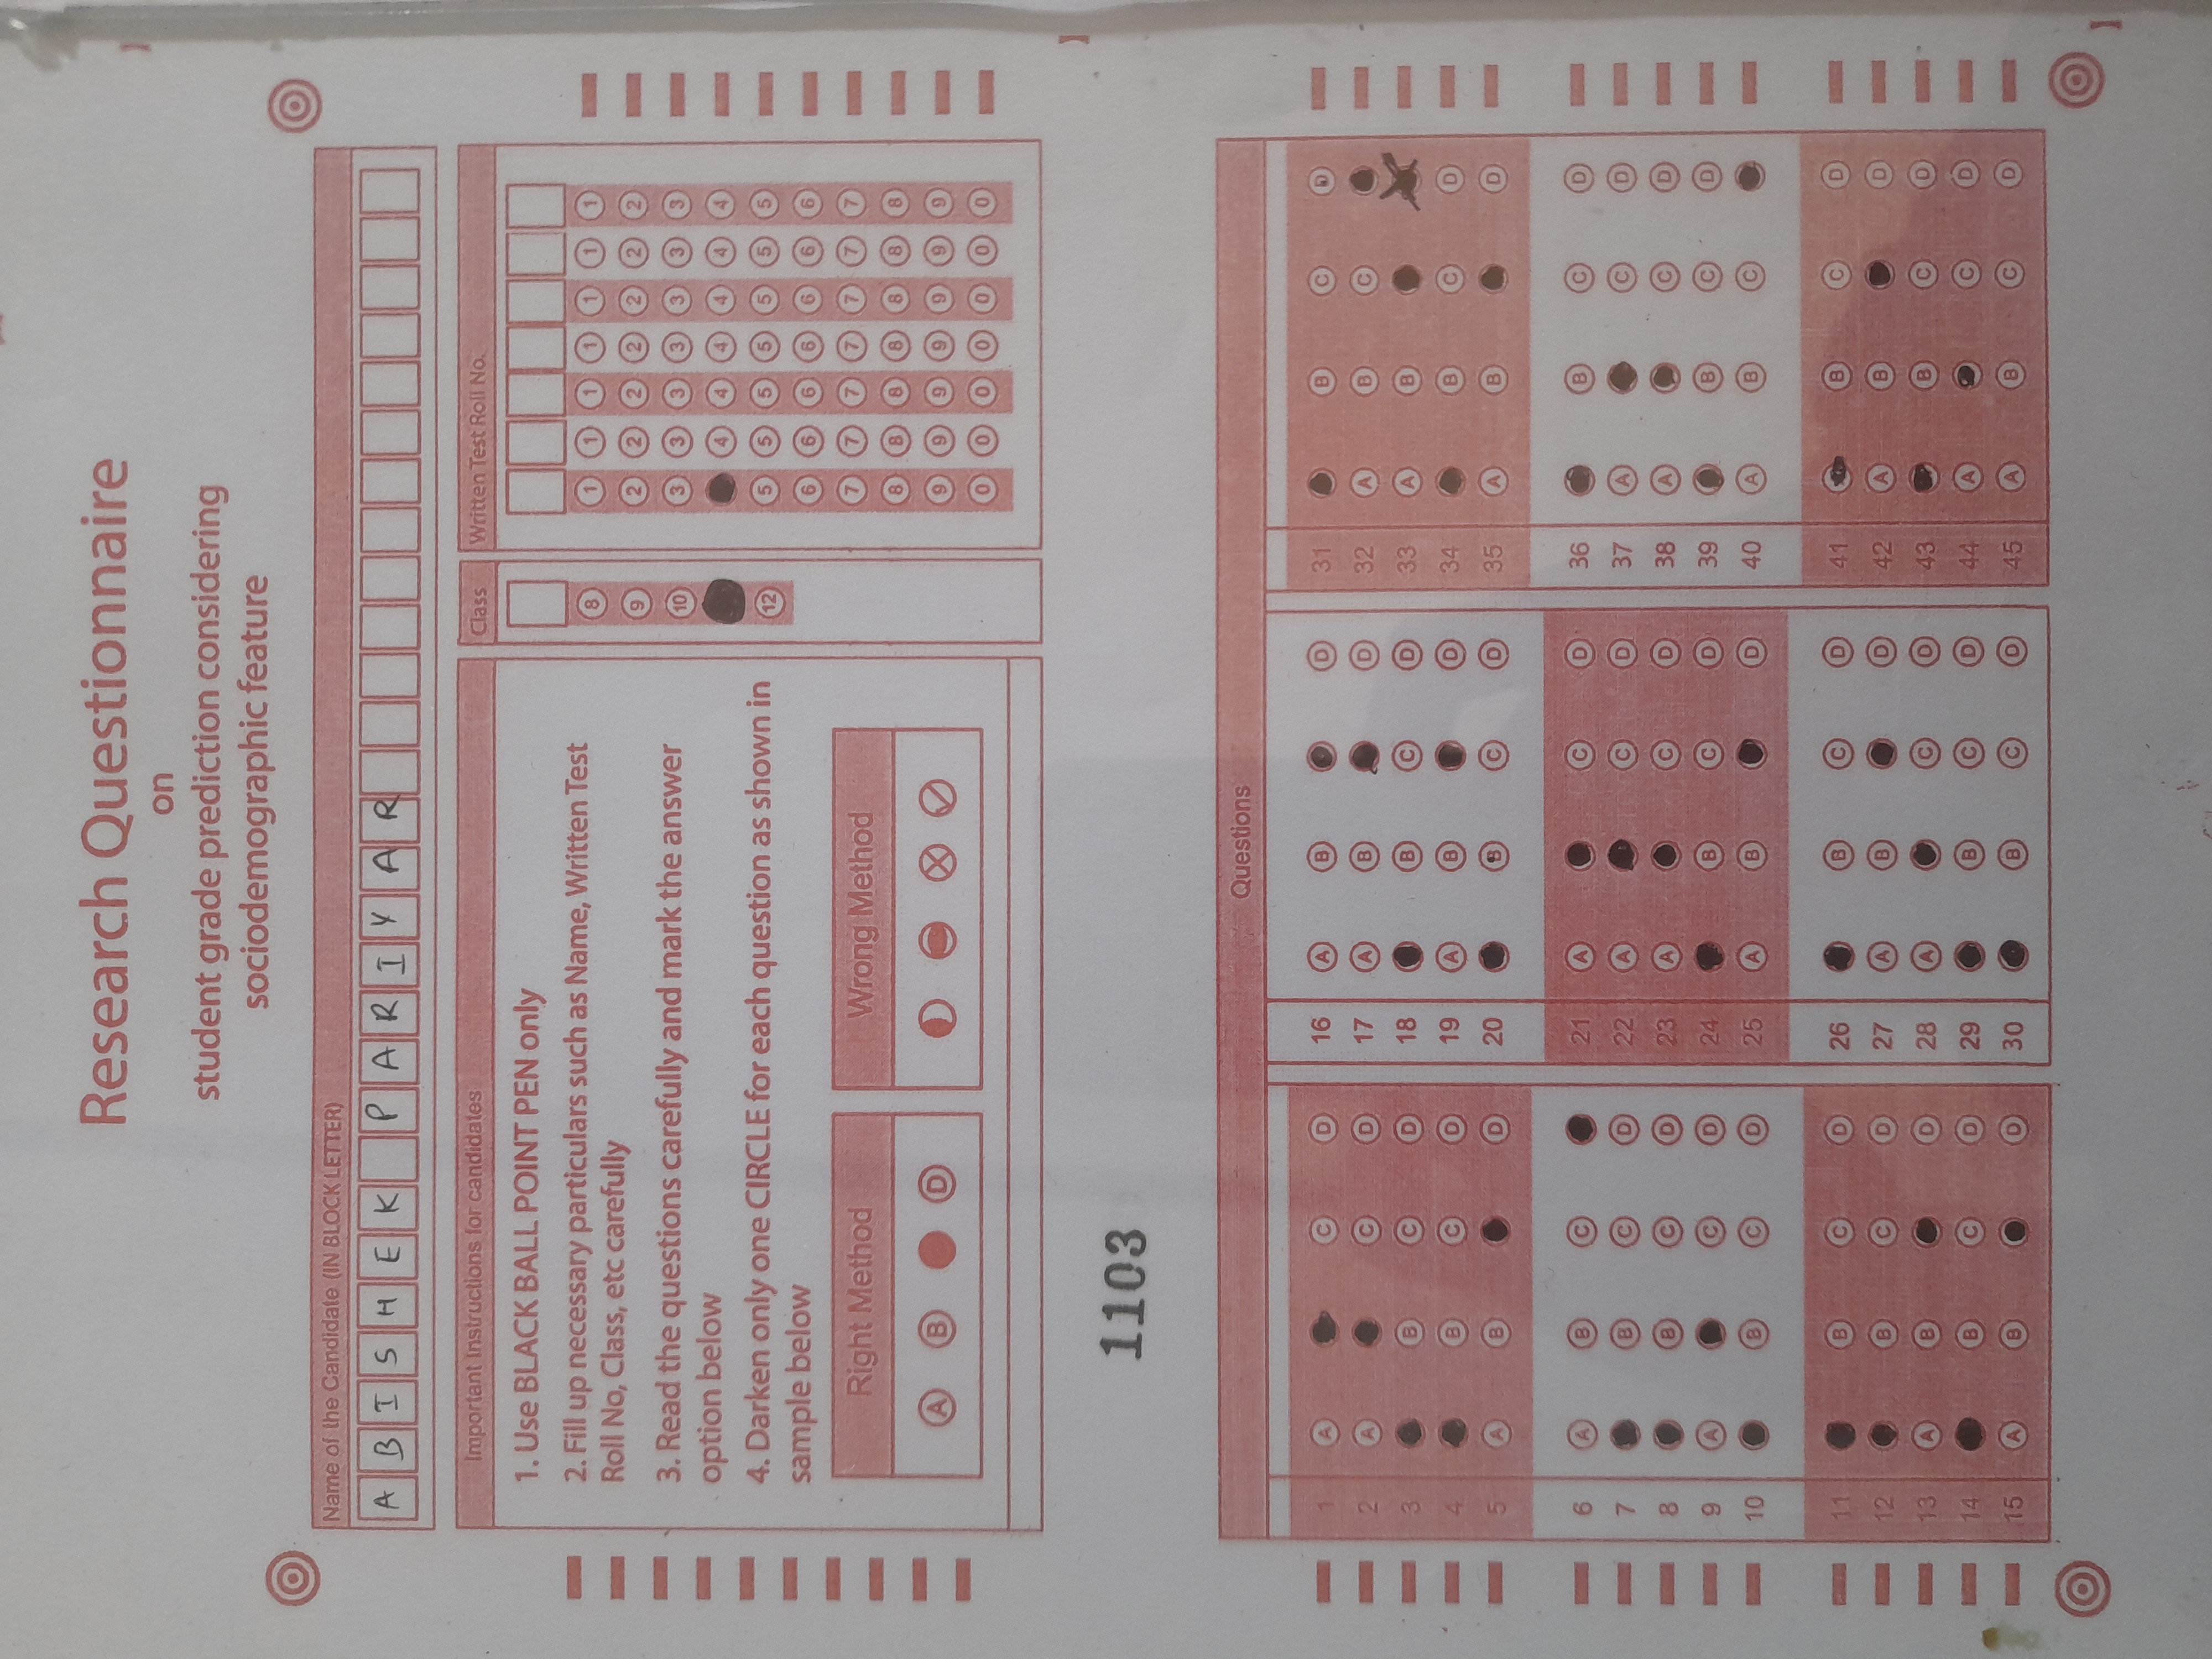 Research Questionnaire
on
student grade prediction considering
sociodemographic feature
Name of the Candidate (IN BLOCK LETTER)
ABISHEK PARIYAR
Important Instructions for candidates
1. Use BLACK BALL POINT PEN only
2. Fill up necessary particulars such as Name, Written Test
Roll No, Class, etc carefully
3. Read the questions carefully and mark the answer
option below
4. Darken only one CIRCLE for each question as shown in
sample below
Right Method
A B D
Wrong Method
Class
8
9
10
12
Written Test Roll No.
1 1 1 1 1 1 1
2 2 2 2 2 2 2
3 3 3 3 3 3 3
4 4 4 4 4 4
5 5 5 5 5 5 5
6 6 6 6 6 6 6
7 7 7 7 7 7 7
8 8 8 8 8 8 8
9 9 9 9 9 9 9
0 0 0 0 0 0 0
1103
Questions
1 A C D
2 A C D
3 B C D
4 B C D
5 A B D
6 A B C
7 B C D
8 B C D
9 A C D
10 B C D
11 B C D
12 B C D
13 A B D
14 B C D
15 A B D
16 A B D
17 A B D
18 B C D
19 A B D
20 B C D
21 A C D
22 A C D
23 A C D
24 B C D
25 A B D
26 B C D
27 A B D
28 A C D
29 B C D
30 B C D
31 B C D
32 A B C
33 A B
34 B C D
35 A B D
36 B C D
37 A C D
38 A C D
39 B C D
40 A B C
41 B C D
42 A B D
43 B C D
44 A C D
45 A B C D